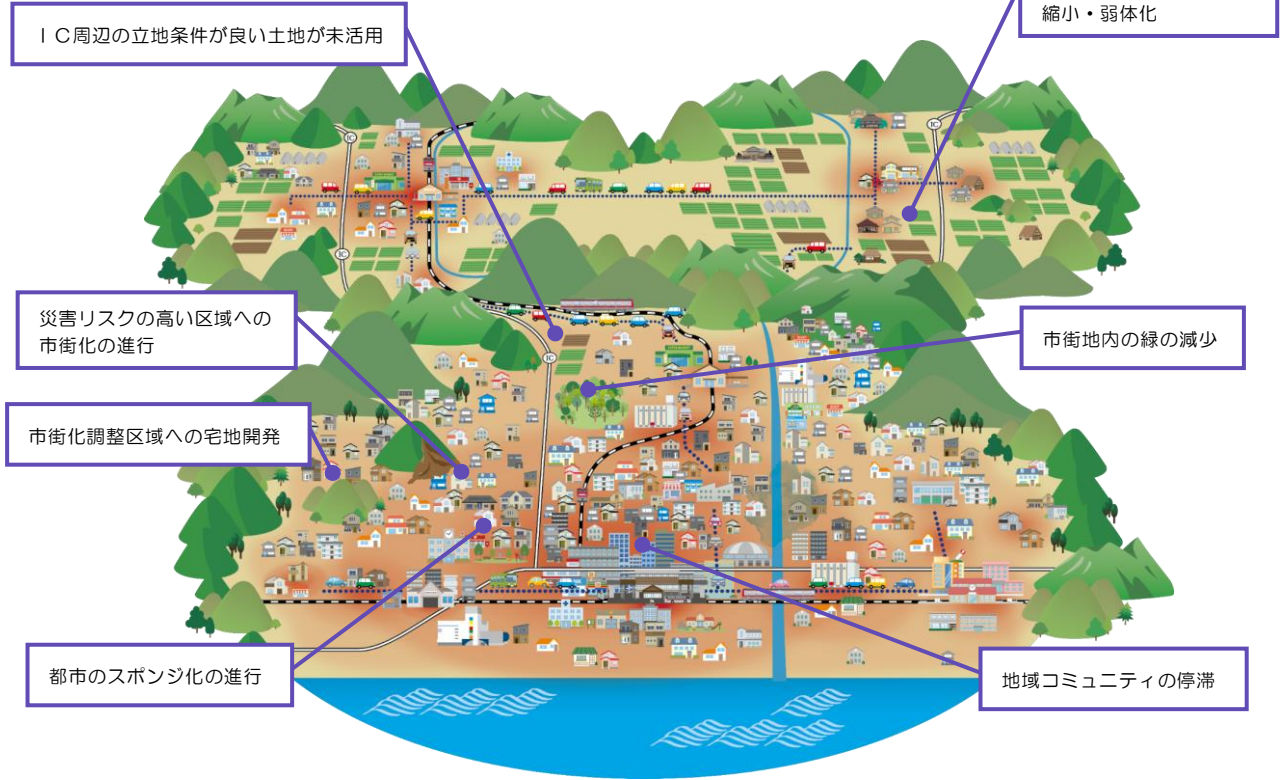 縮小・弱体化
ＩＣ周辺の立地条件が良い土地が未活用
IC
IC
IC
災害リスクの高い区域への
市街化の進行
市街地内の緑の減少
IC
市街化調整区域への宅地開発
都市のスポンジ化の進行
地域コミュニティの停滞